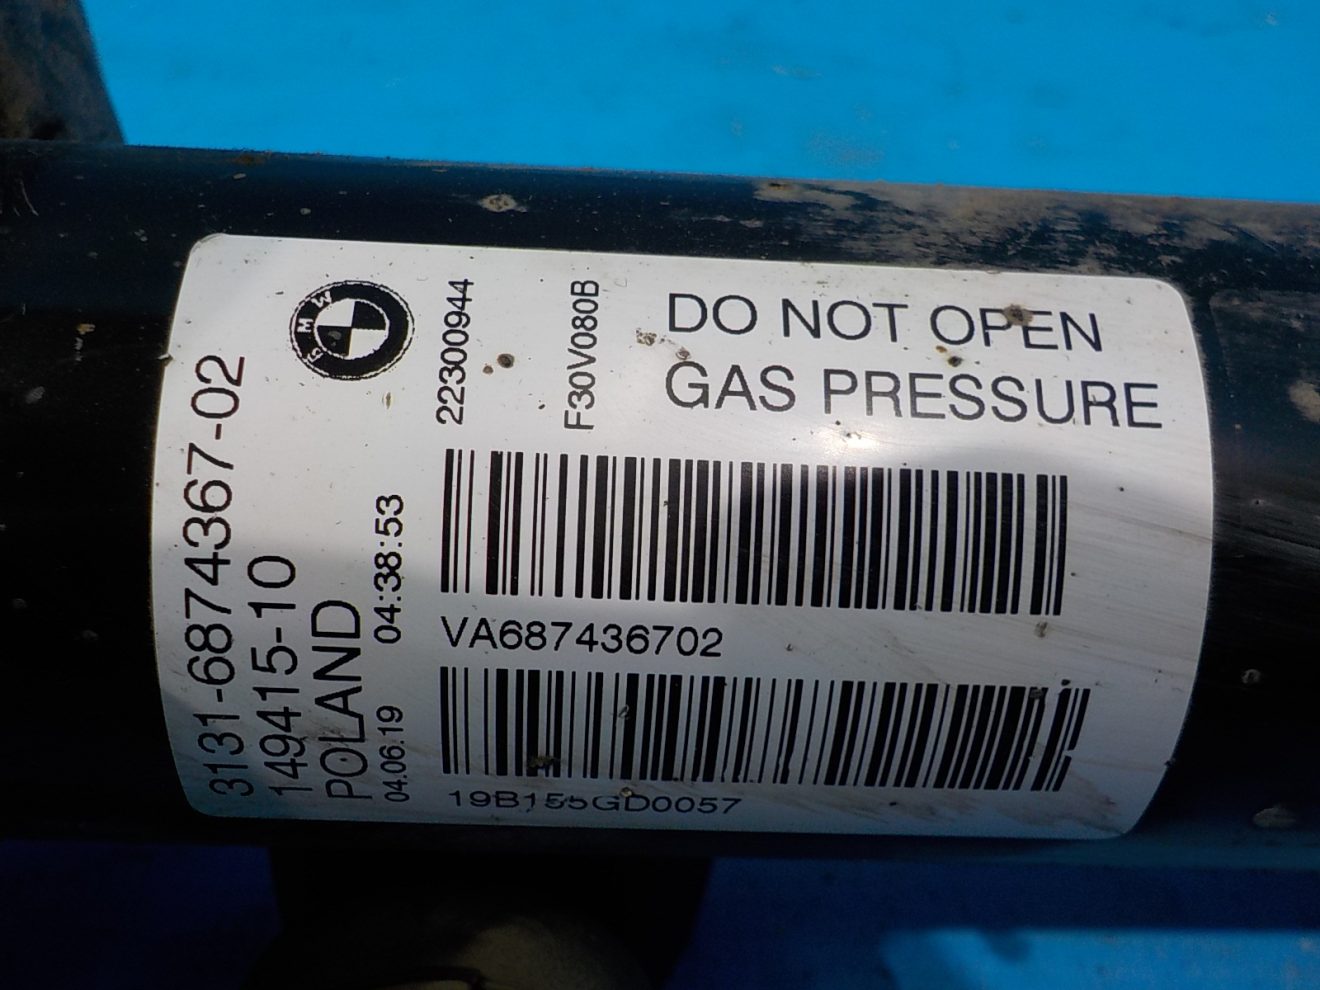 BMW
3131-6874367-02
149415-10
POLAND
04.06.19 04:38:53
22300944
F30V080B
DO NOT OPEN
GAS PRESSURE
VA687436702
19B155GD0057